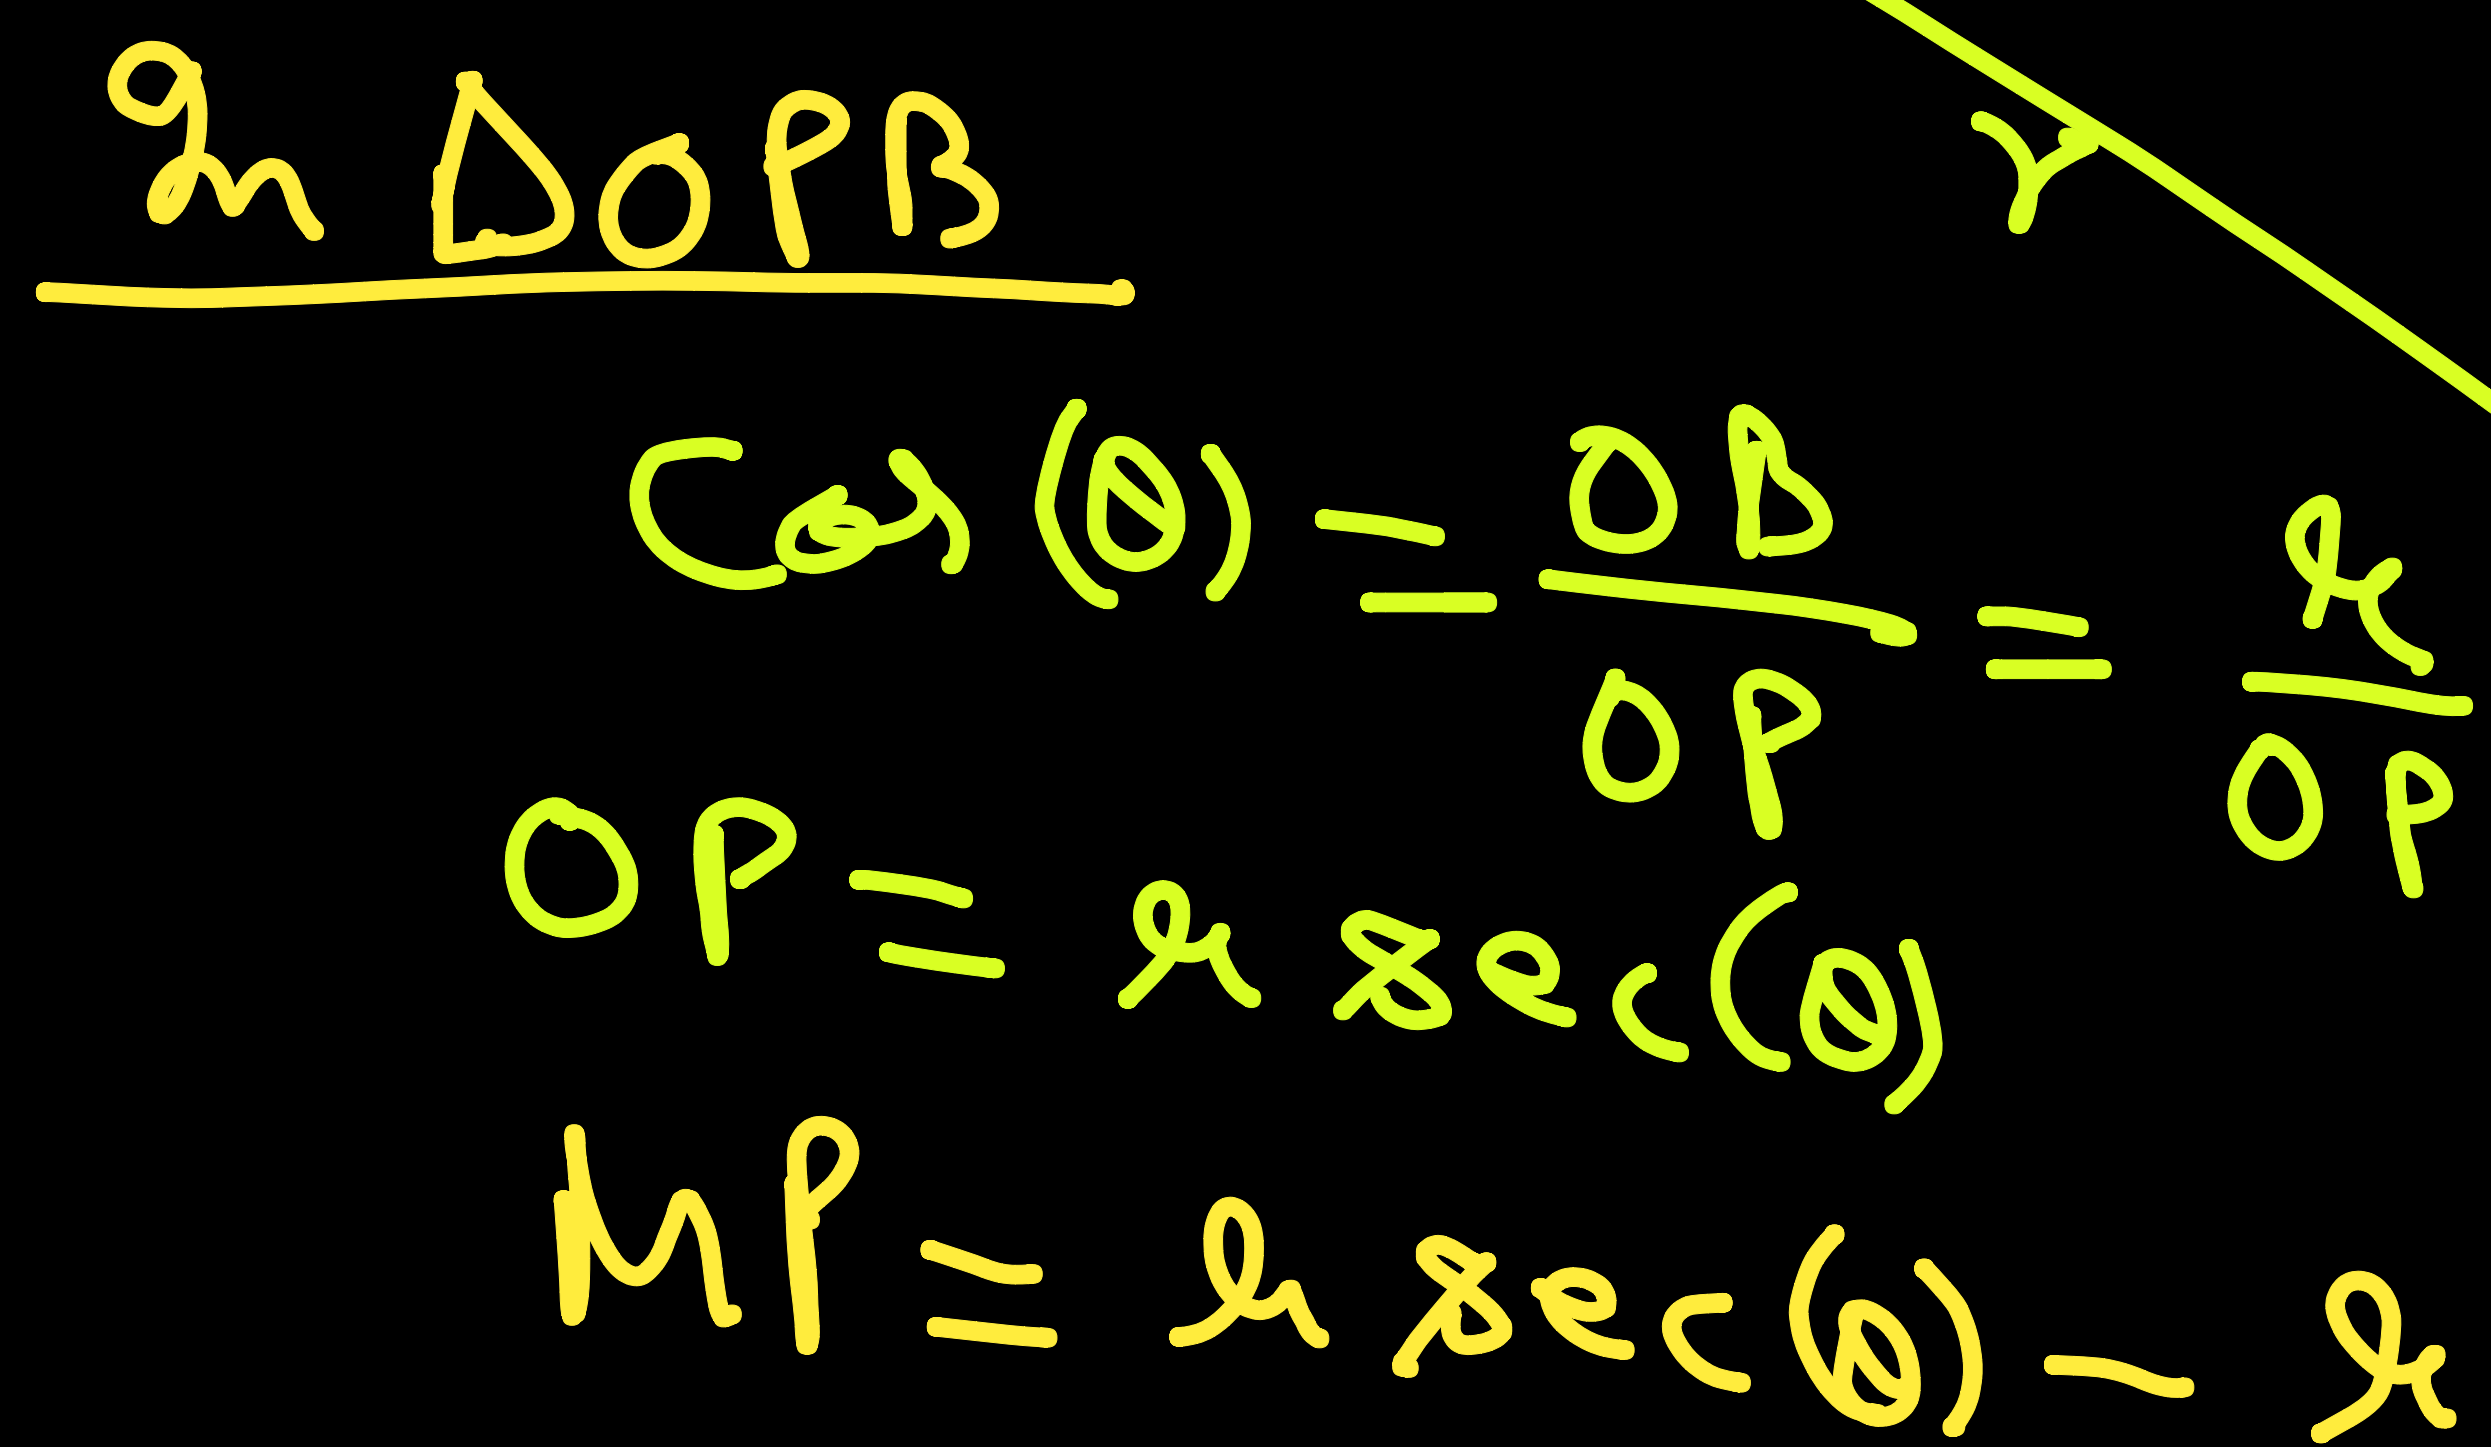 In ΔOPB
r
Cos(θ) = OB/OP = r/OP
OP = r sec(θ)
MP = r sec(θ) - r